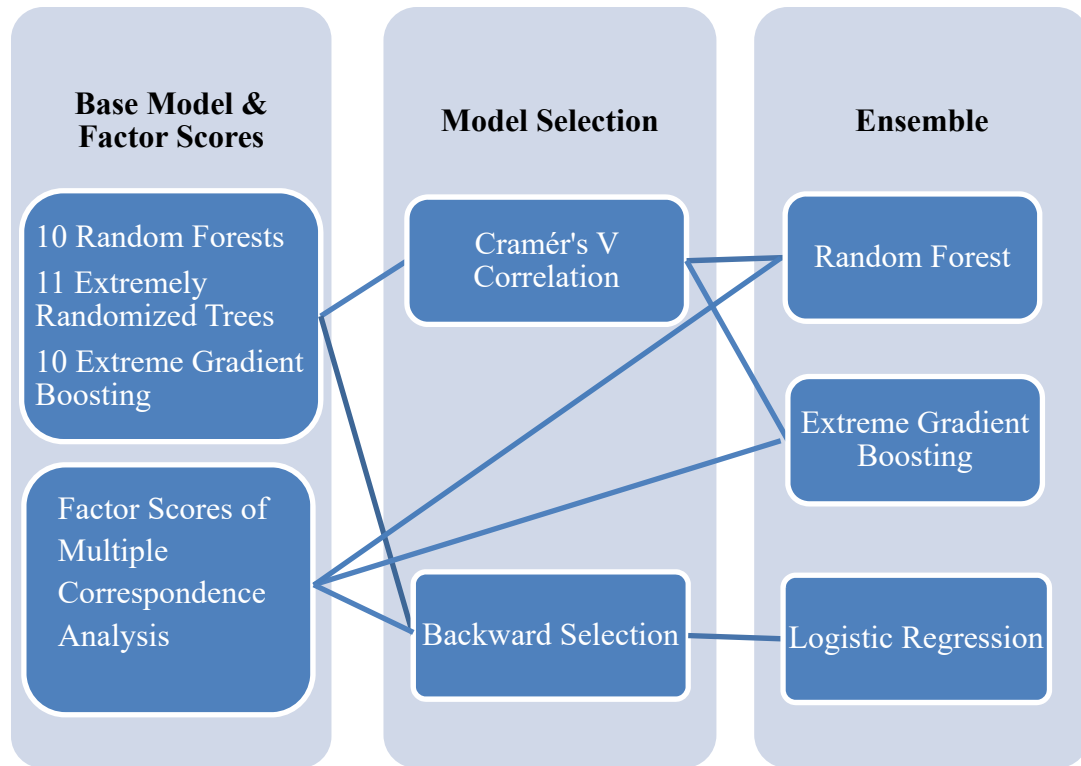 Base Model &
Factor Scores
10 Random Forests
11 Extremely
Randomized Trees
10 Extreme Gradient
Boosting
Factor Scores of
Multiple
Correspondence
Analysis
Model Selection
Cramér's V
Correlation
Backward Selection
Ensemble
Random Forest
Extreme Gradient
Boosting
Logistic Regression